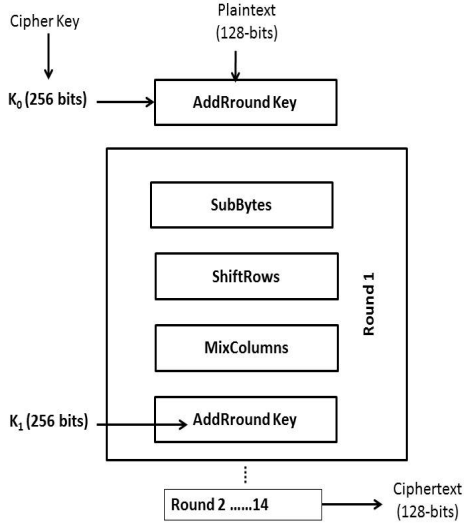 Cipher Key
Plaintext
(128-bits)
K₀ (256 bits)
AddRround Key
SubBytes
ShiftRows
MixColumns
Round 1
K₁ (256 bits)
AddRround Key
Round 2 ......14
Ciphertext
(128-bits)